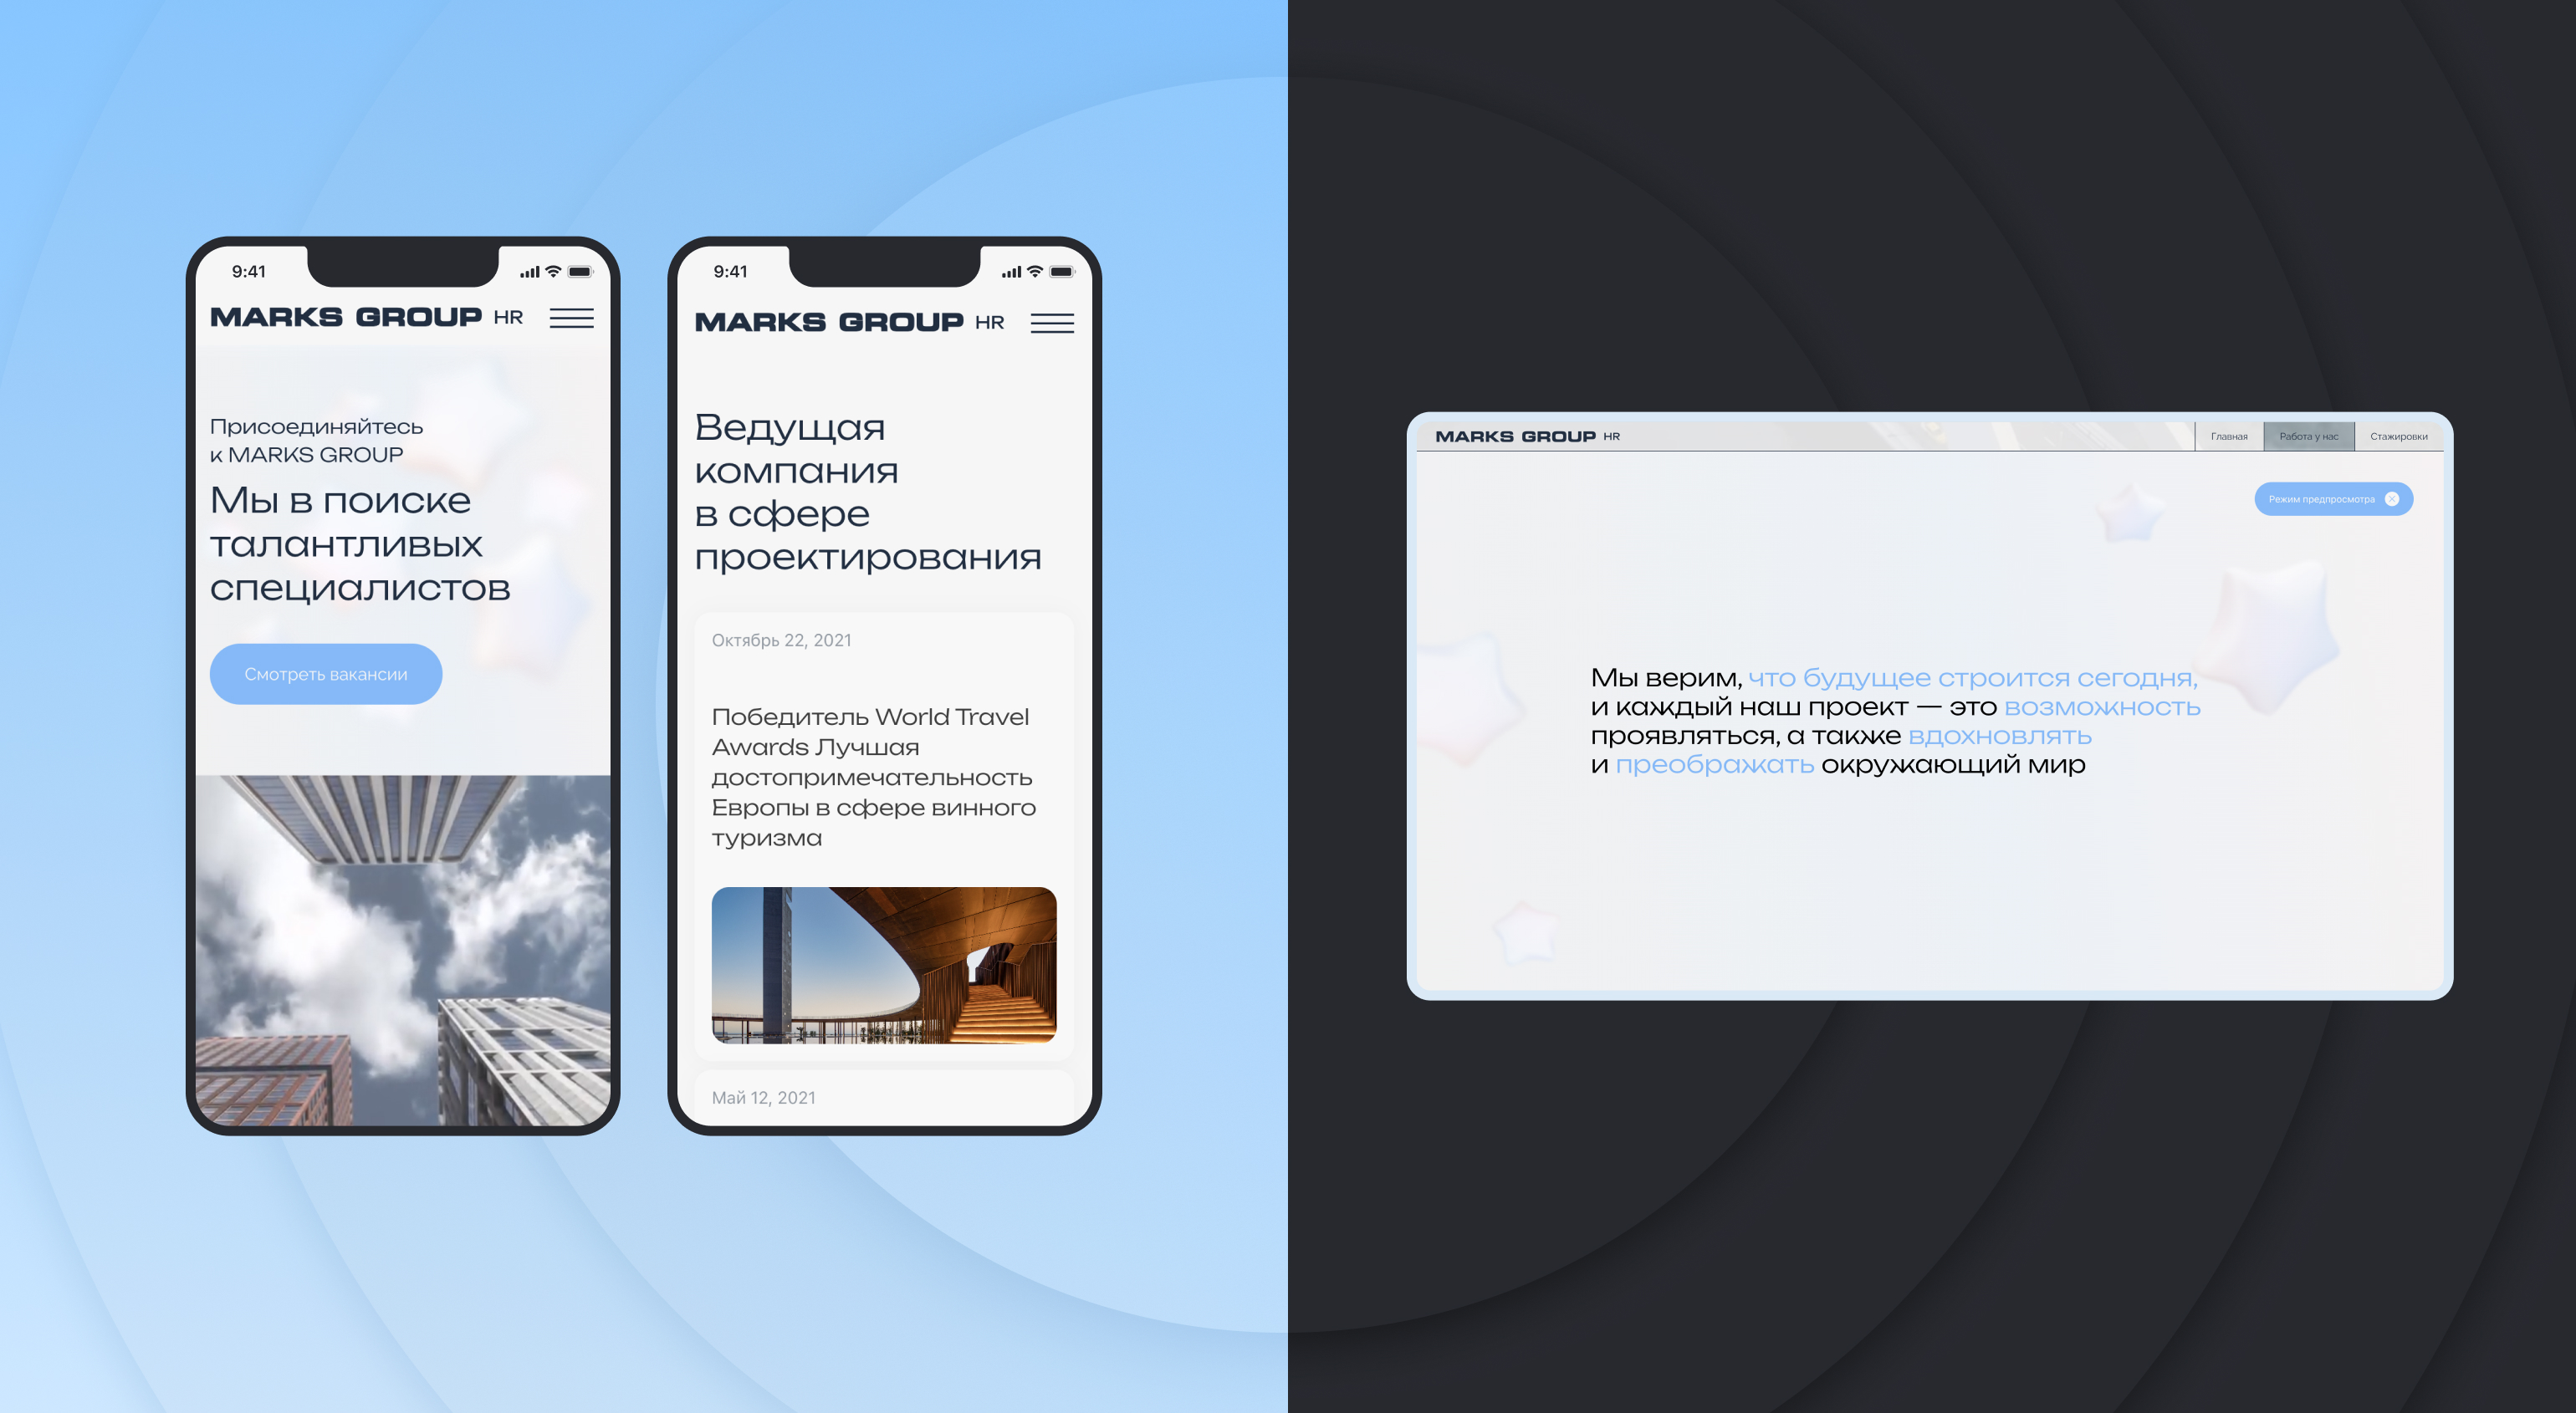 9:41
MARKS GROUP HR
Присоединяйтесь
к MARKS GROUP
Мы в поиске
талантливых
специалистов
Смотреть вакансии
9:41
MARKS GROUP HR
Ведущая
компания
в сфере
проектирования
Октябрь 22, 2021
Победитель World Travel
Awards Лучшая
достопримечательность
Европы в сфере винного
туризма
Май 12, 2021
MARKS GROUP HR
Главная
Работа у нас
Стажировки
Режим предпросмотра
Мы верим, что будущее строится сегодня,
и каждый наш проект — это возможность
проявляться, а также вдохновлять
и преображать окружающий мир